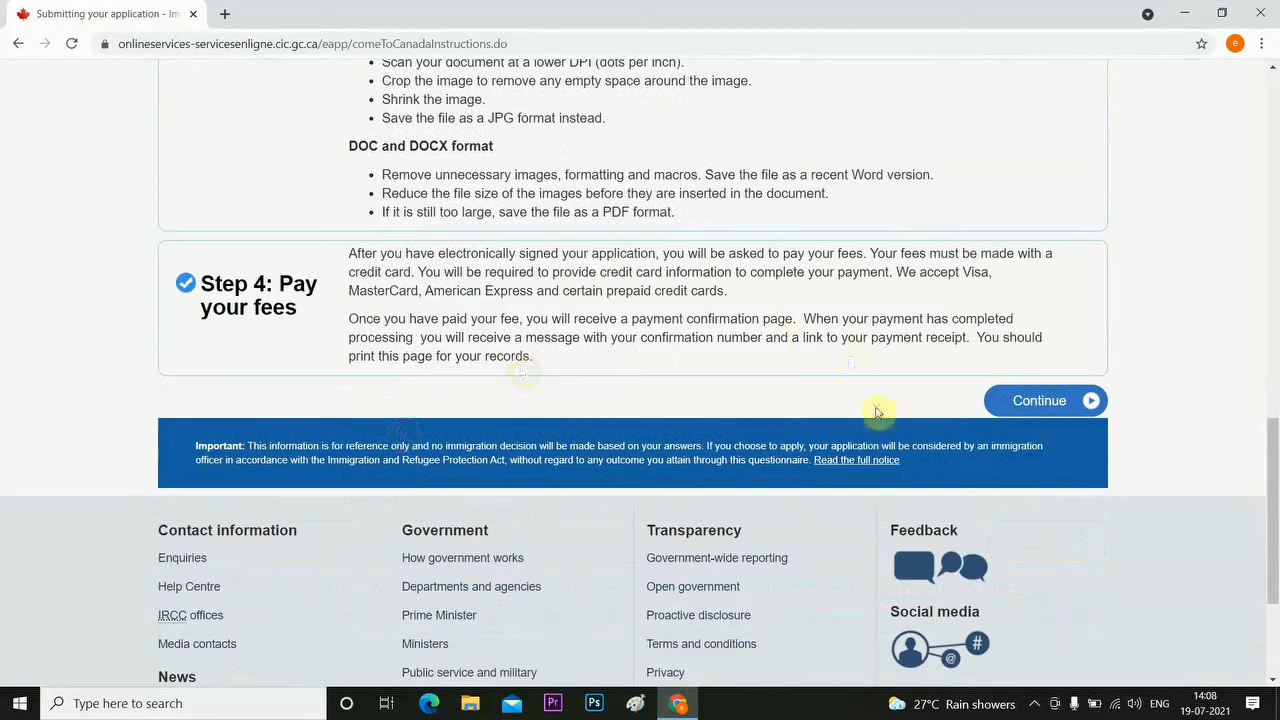 Submitting your application - Im
onlineservices-servicesenligne.cic.gc.ca/eapp/comeToCanadaInstructions.do
e
Scan your document at a lower DPI (dots per inch).
Crop the image to remove any empty space around the image.
Shrink the image.
Save the file as a JPG format instead.
DOC and DOCX format
Remove unnecessary images, formatting and macros. Save the file as a recent Word version.
Reduce the file size of the images before they are inserted in the document.
If it is still too large, save the file as a PDF format.
Step 4: Pay
your fees
After you have electronically signed your application, you will be asked to pay your fees. Your fees must be made with a
credit card. You will be required to provide credit card information to complete your payment. We accept Visa,
MasterCard, American Express and certain prepaid credit cards.
Once you have paid your fee, you will receive a payment confirmation page. When your payment has completed
processing you will receive a message with your confirmation number and a link to your payment receipt. You should
print this page for your records.
Continue
Important: This information is for reference only and no immigration decision will be made based on your answers. If you choose to apply, your application will be considered by an immigration
officer in accordance with the Immigration and Refugee Protection Act, without regard to any outcome you attain through this questionnaire. Read the full notice
Contact information
Enquiries
Help Centre
IRCC offices
Media contacts
News
Government
How government works
Departments and agencies
Prime Minister
Ministers
Public service and military
Transparency
Government-wide reporting
Open government
Proactive disclosure
Terms and conditions
Privacy
Feedback
Social media
@ #
Type here to search
Pr
Ps
27°C Rain showers
ENG
14:08
19-07-2021